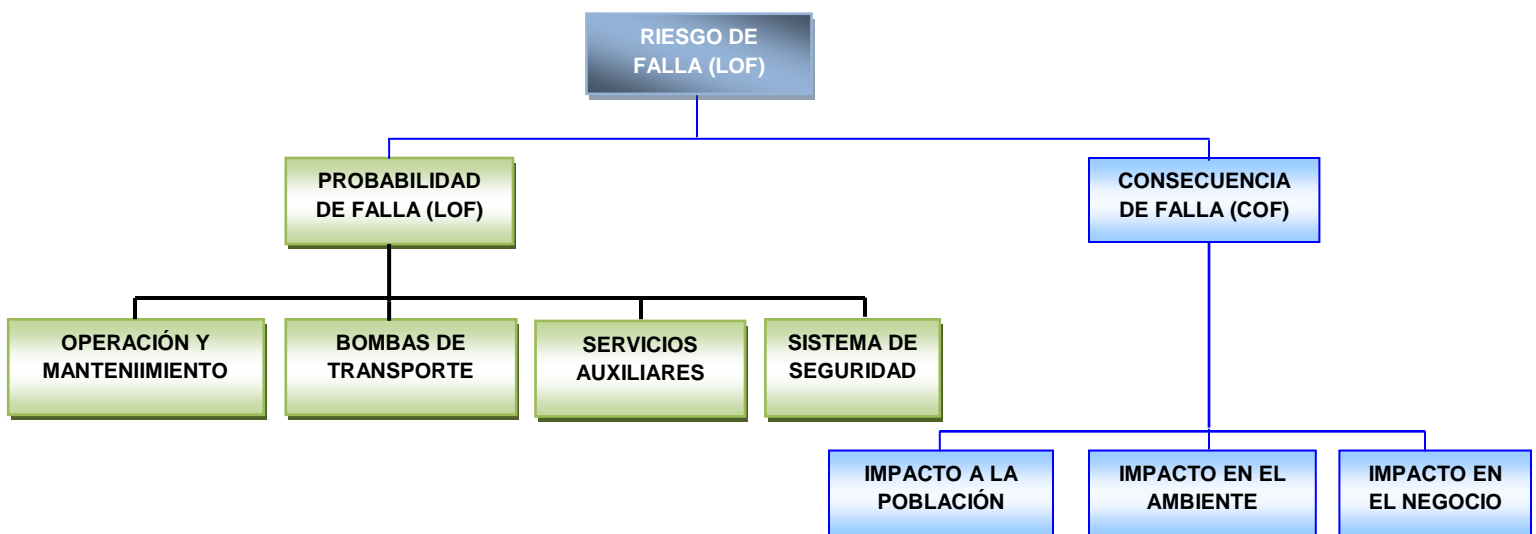 RIESGO DE
FALLA (LOF)
PROBABILIDAD
DE FALLA (LOF)
CONSECUENCIA
DE FALLA (COF)
OPERACIÓN Y
MANTENIIMIENTO
BOMBAS DE
TRANSPORTE
SERVICIOS
AUXILIARES
SISTEMA DE
SEGURIDAD
IMPACTO A LA
POBLACIÓN
IMPACTO EN EL
AMBIENTE
IMPACTO EN
EL NEGOCIO